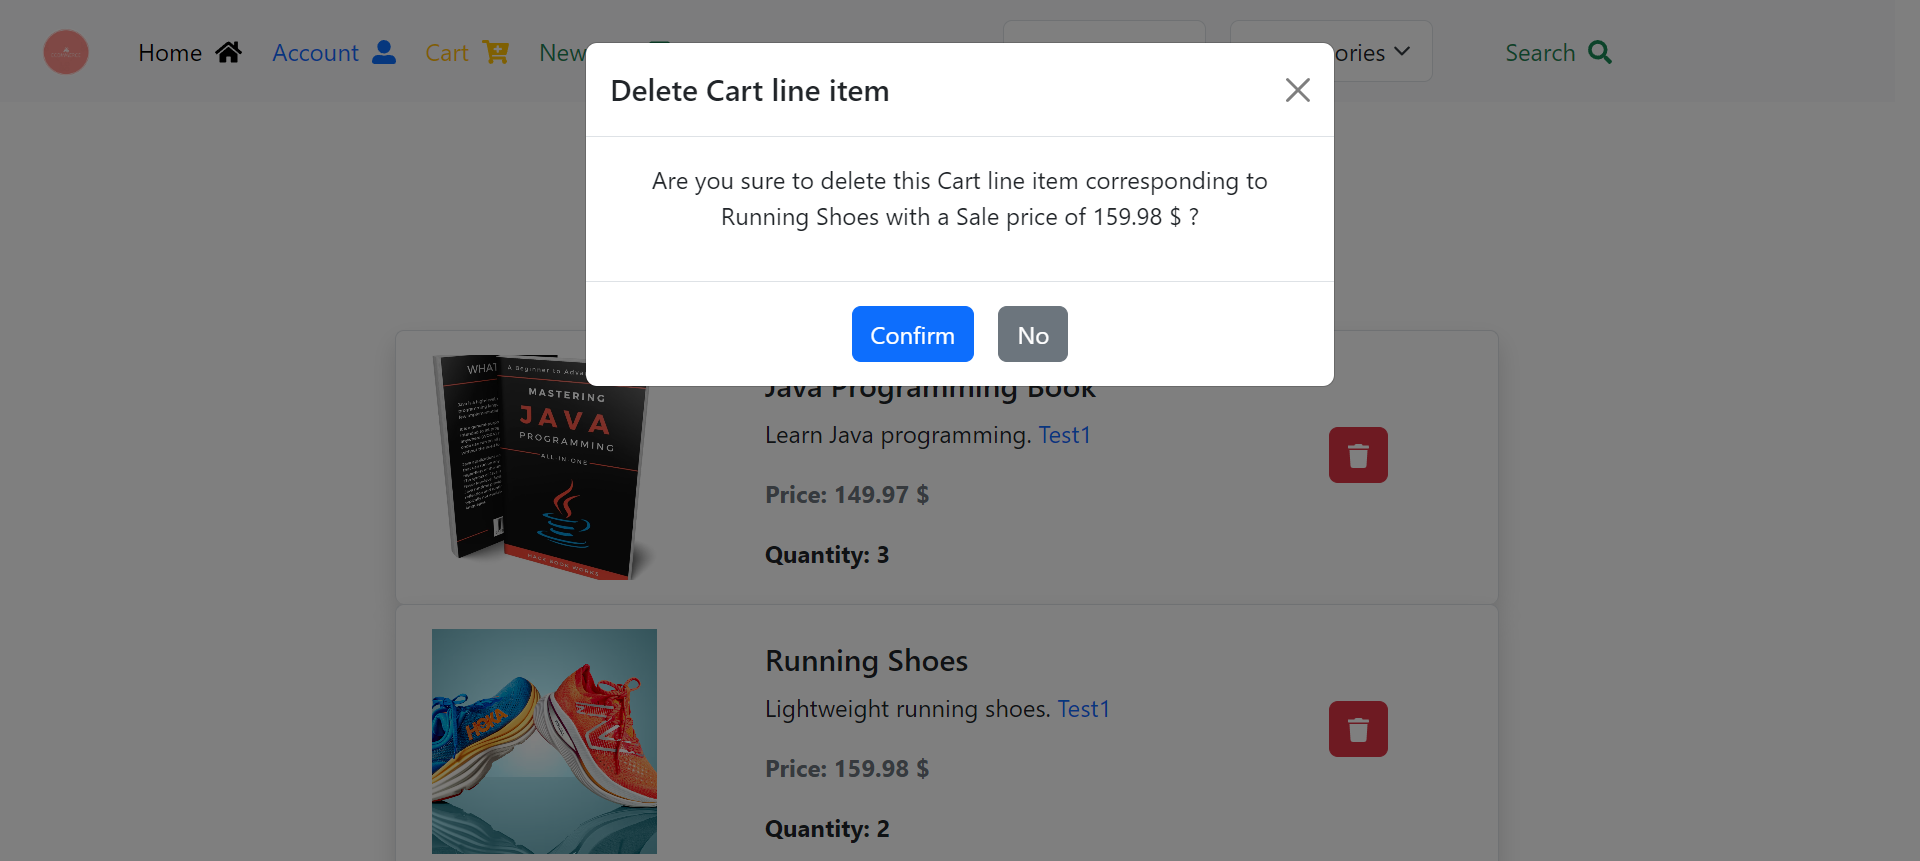 Home
Account
Cart
New
ories
Search
Delete Cart line item
Are you sure to delete this Cart line item corresponding to
Running Shoes with a Sale price of 159.98 $ ?
Confirm
No
WHAT
A Beginner to Adva
MASTERING
JAVA
PROGRAMMING
ALL IN ONE
Java Programming Book
Learn Java programming. Test1
Price: 149.97 $
Quantity: 3
HOKA
Running Shoes
Lightweight running shoes. Test1
Price: 159.98 $
Quantity: 2